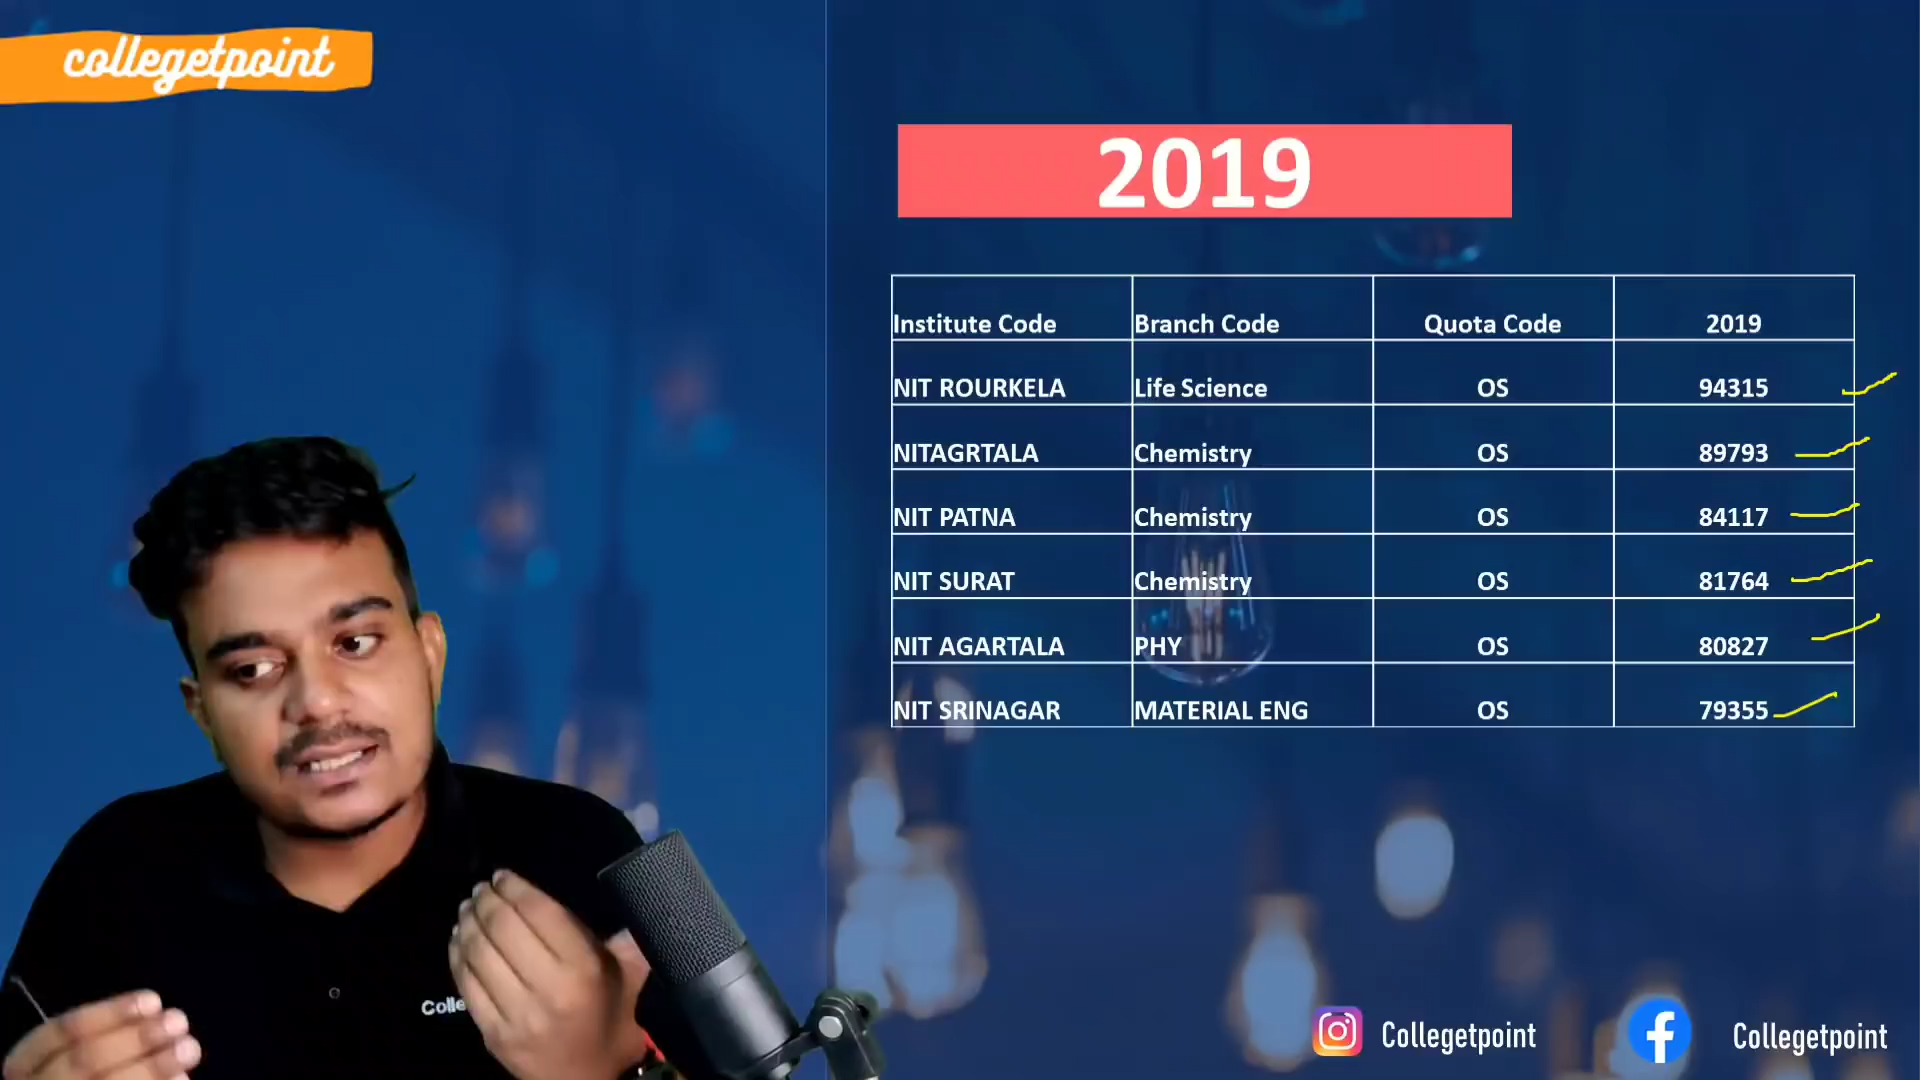 collegetpoint
2019
Institute Code Branch Code Quota Code 2019
NIT ROURKELA Life Science OS 94315
NITAGRTALA Chemistry OS 89793
NIT PATNA Chemistry OS 84117
NIT SURAT Chemistry OS 81764
NIT AGARTALA PHY OS 80827
NIT SRINAGAR MATERIAL ENG OS 79355
Colle
Collegetpoint Collegetpoint